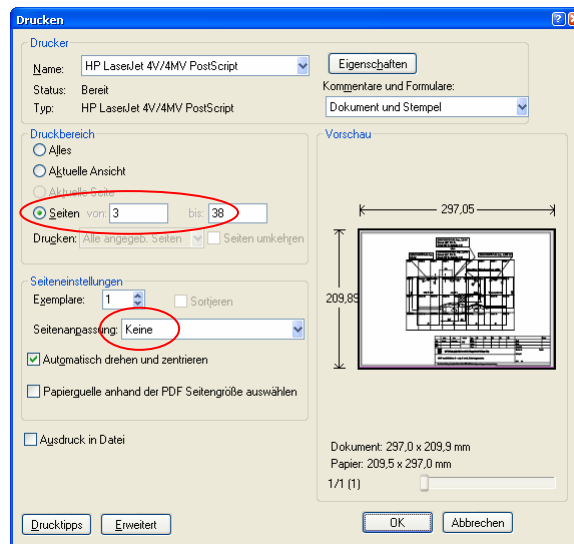 Drucken
Drucker
Name: HP LaserJet 4V/4MV PostScript
Eigenschaften
Status: Bereit
Kommentare und Formulare:
Typ: HP LaserJet 4V/4MV PostScript
Dokument und Stempel
Druckbereich
Alles
Aktuelle Ansicht
Aktuelle Seite
Seiten von: 3 bis: 38
Drucken: Alle angegeb. Seiten Seiten umkehren
Seiteneinstellungen
Exemplare: 1 Sortieren
Seitenanpassung: Keine
Automatisch drehen und zentrieren
Papierquelle anhand der PDF Seitengröße auswählen
Ausdruck in Datei
Vorschau
297,05
209,89
Dokument: 297,0 x 209,9 mm
Papier: 209,5 x 297,0 mm
1/1 (1)
Drucktipps Erweitert OK Abbrechen